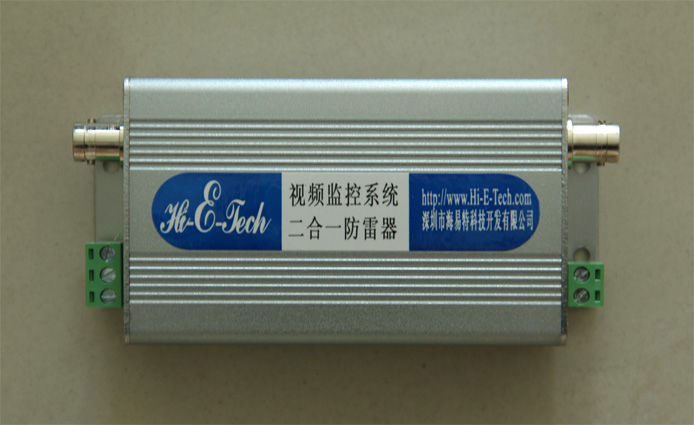 Hi-E-Tech
视频监控系统
二合一防雷器
http://www.Hi-E-Tech.com
深圳市海易特科技开发有限公司